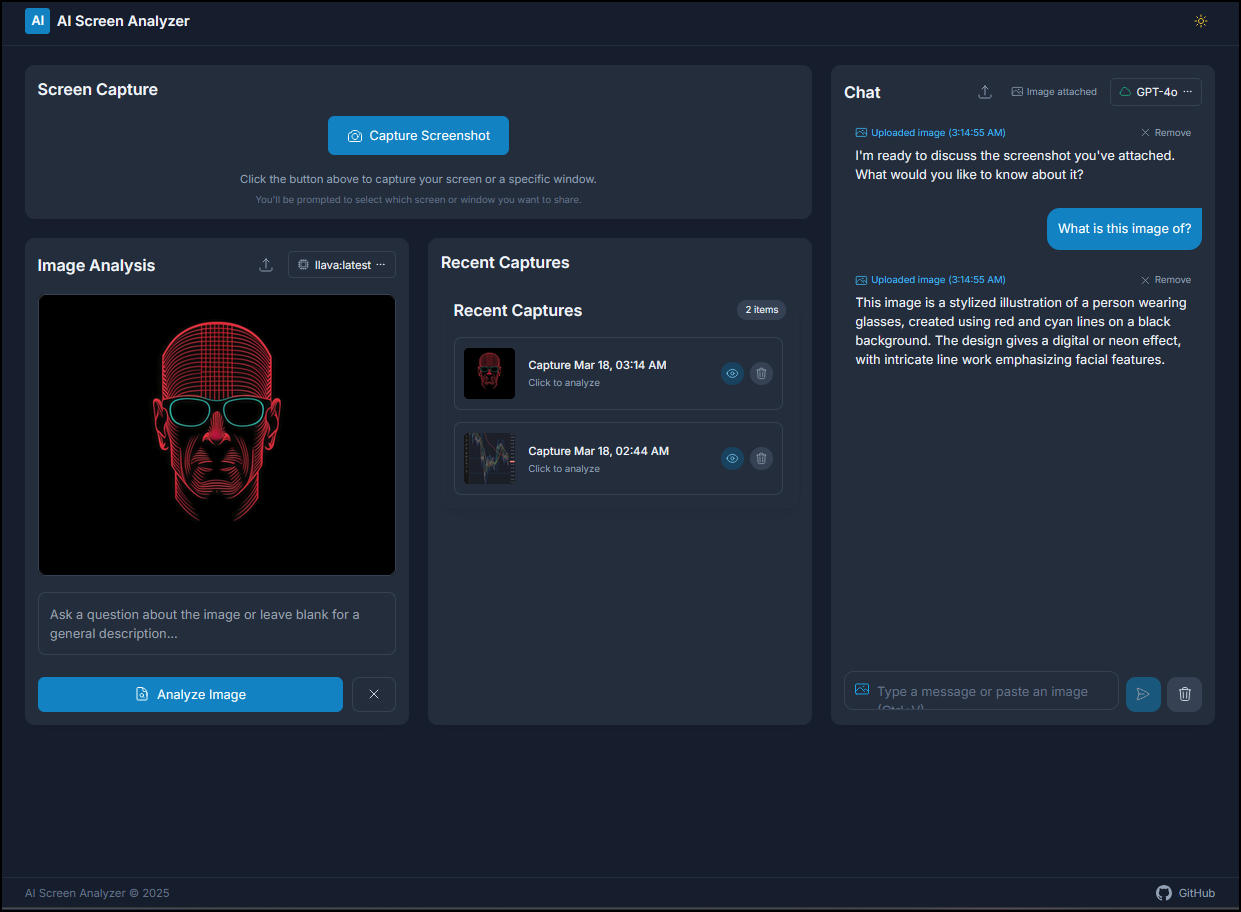 AI AI Screen Analyzer
Screen Capture
Capture Screenshot
Click the button above to capture your screen or a specific window.
You'll be prompted to select which screen or window you want to share.
Image Analysis
llava:latest ···
Ask a question about the image or leave blank for a
general description...
Analyze Image
Recent Captures
Recent Captures
2 items
Capture Mar 18, 03:14 AM
Click to analyze
Capture Mar 18, 02:44 AM
Click to analyze
Chat
Image attached
GPT-4o ···
Uploaded image (3:14:55 AM)
Remove
I'm ready to discuss the screenshot you've attached.
What would you like to know about it?
What is this image of?
Uploaded image (3:14:55 AM)
Remove
This image is a stylized illustration of a person wearing
glasses, created using red and cyan lines on a black
background. The design gives a digital or neon effect,
with intricate line work emphasizing facial features.
Type a message or paste an image
(Ctrl+V)
AI Screen Analyzer © 2025
GitHub